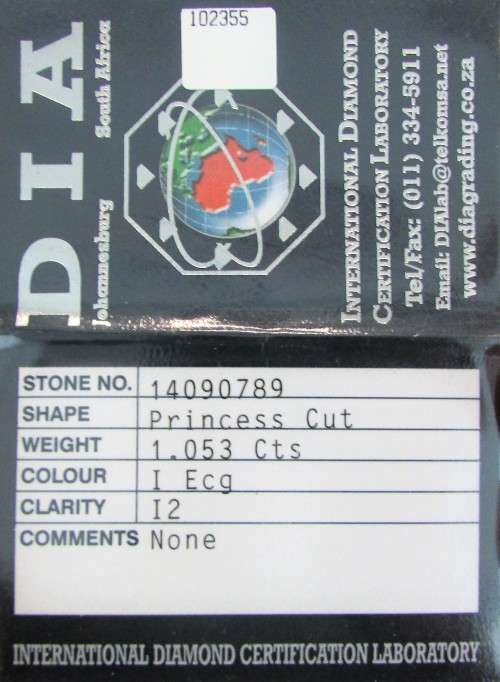 102355
DIA
Johannesburg South Africa
INTERNATIONAL DIAMOND
CERTIFICATION LABORATORY
Tel/Fax: (011) 334-5911
Email: DIAlab@telkomsa.net
www.diagrading.co.za
STONE NO. 14090789
SHAPE Princess Cut
WEIGHT 1.053 Cts
COLOUR I Ecg
CLARITY I2
COMMENTS None
INTERNATIONAL DIAMOND CERTIFICATION LABORATORY